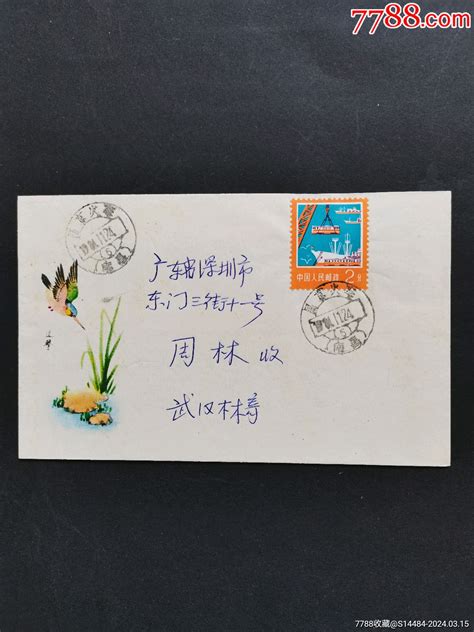 7788.com
中国人民邮政 2分
广东省深圳市
东门三街十一号
周林收
武汉林寄
7788收藏@S14484-2024.03.15